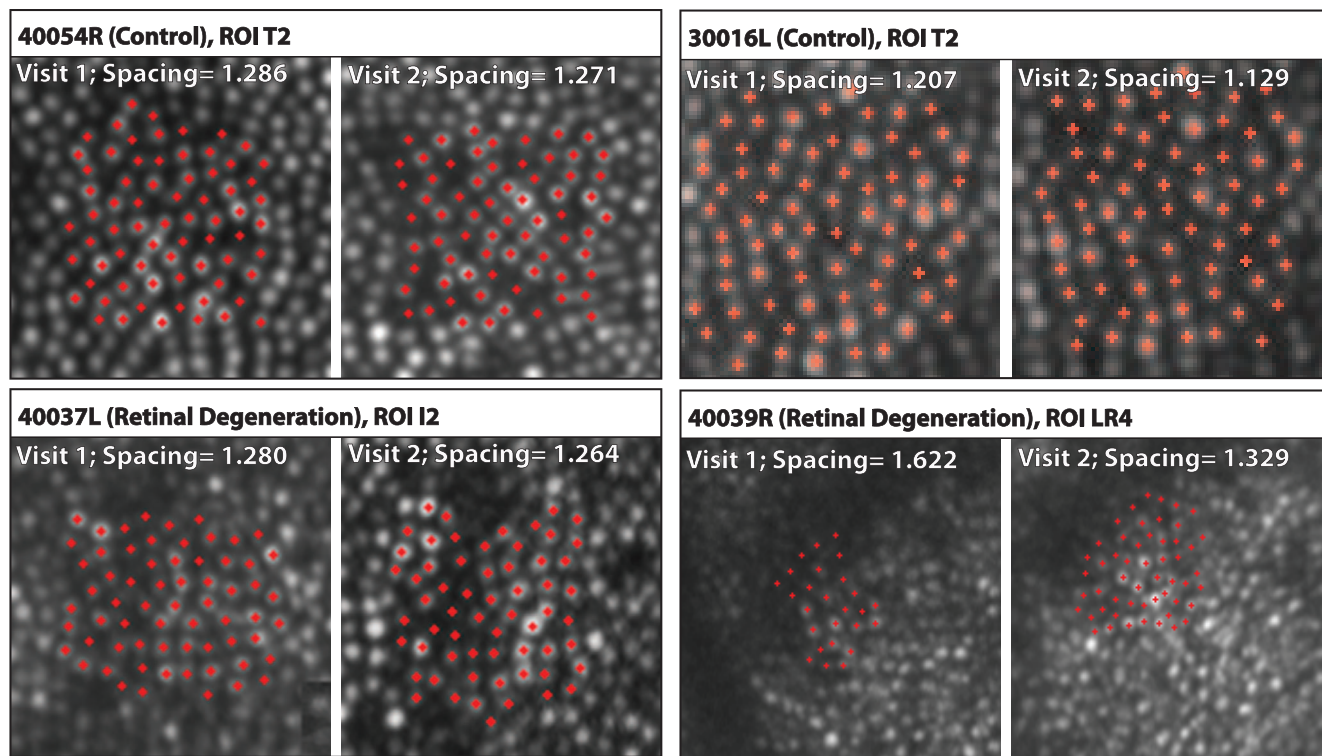 40054R (Control), ROI T2
Visit 1; Spacing= 1.286
Visit 2; Spacing= 1.271
30016L (Control), ROI T2
Visit 1; Spacing= 1.207
Visit 2; Spacing= 1.129
40037L (Retinal Degeneration), ROI I2
Visit 1; Spacing= 1.280
Visit 2; Spacing= 1.264
40039R (Retinal Degeneration), ROI LR4
Visit 1; Spacing= 1.622
Visit 2; Spacing= 1.329